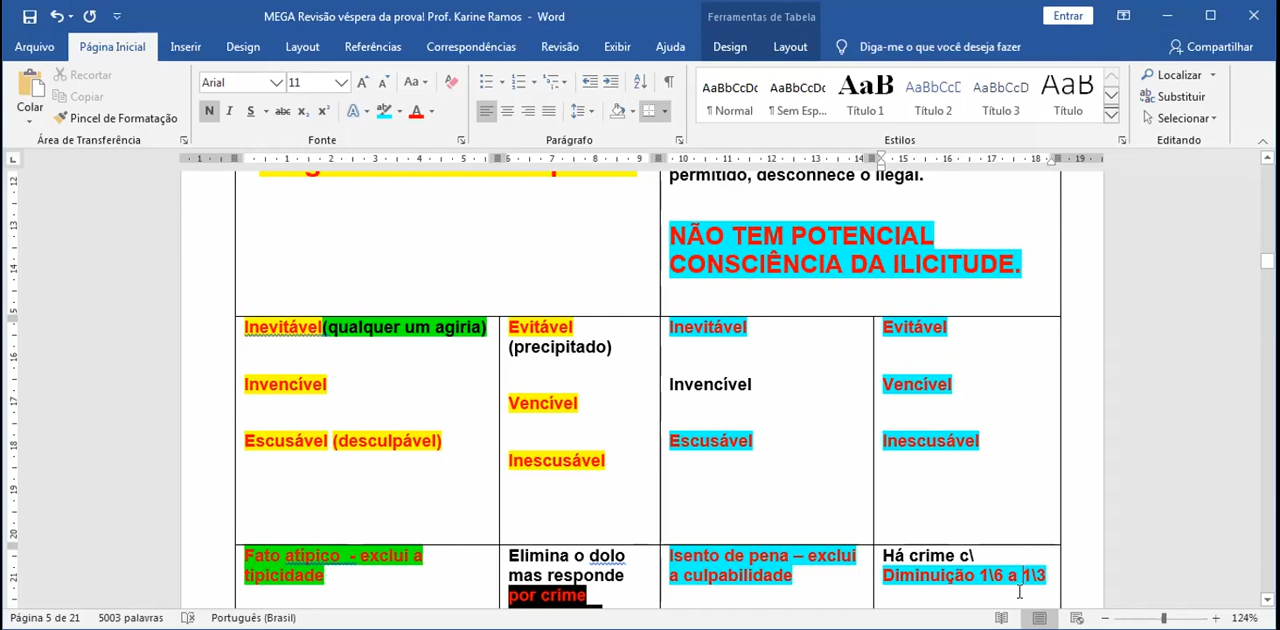 MEGA Revisão véspera da prova! Prof. Karine Ramos - Word
Ferramentas de Tabela
Entrar
Arquivo Página Inicial Inserir Design Layout Referências Correspondências Revisão Exibir Ajuda Design Layout Diga-me o que você deseja fazer Compartilhar
Colar
Recortar
Copiar
Pincel de Formatação
Área de Transferência
Arial 11 Aa
N I S abc x₂ x²
Fonte
Parágrafo
AaBbCcDc AaBbCcDc AaB AaBbCcD AaBbCcD AaB
¶ Normal ¶ Sem Esp... Título 1 Título 2 Título 3 Título
Estilos
Localizar
Substituir
Selecionar
Editando
permitido, desconhece o ilegal.
NÃO TEM POTENCIAL
CONSCIÊNCIA DA ILICITUDE.
Inevitável(qualquer um agiria)
Invencível
Escusável (desculpável)
Evitável
(precipitado)
Vencível
Inescusável
Inevitável
Invencível
Escusável
Evitável
Vencível
Inescusável
Fato atípico - exclui a
tipicidade
Elimina o dolo
mas responde
por crime
Isento de pena – exclui
a culpabilidade
Há crime c\
Diminuição 1\6 a 1\3
Página 5 de 21 5003 palavras Português (Brasil) 124%